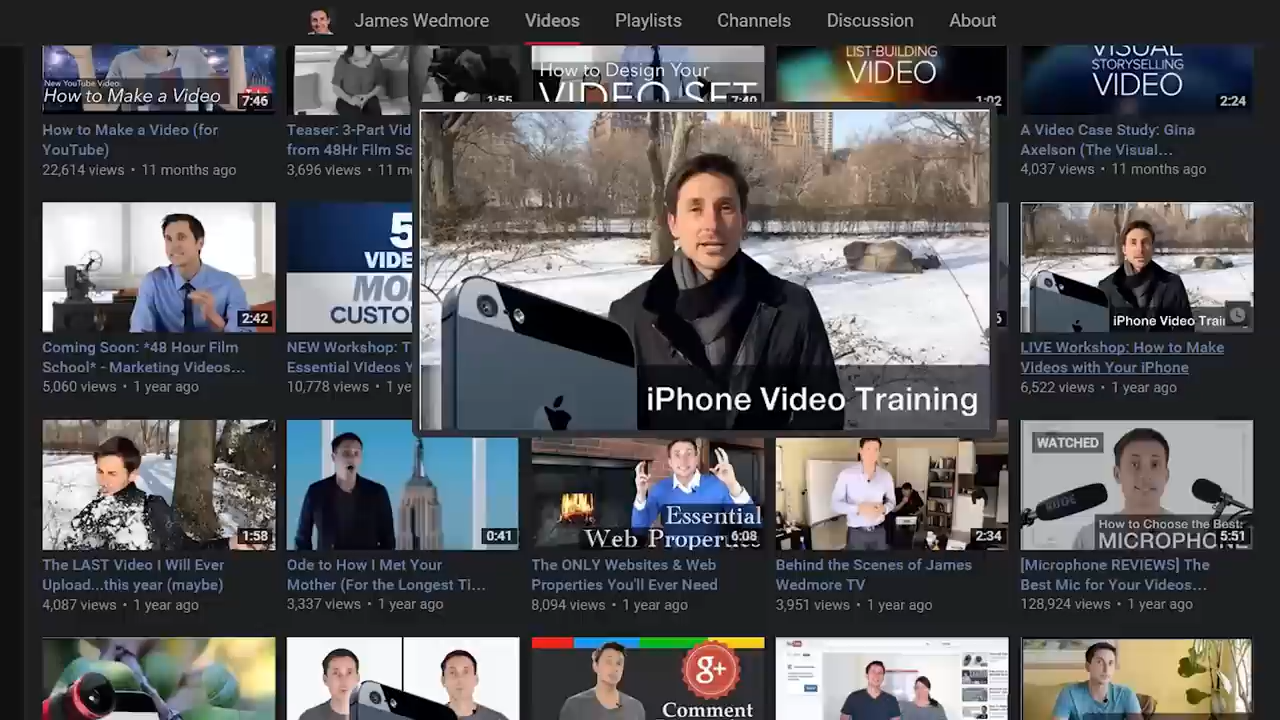 James Wedmore
Videos
Playlists
Channels
Discussion
About
New YouTube Video:
How to Make a Video
7:46
1:55
How to Design Your
VIDEO SET
7:40
LIST-BUILDING
VIDEO
1:02
VISUAL
STORYSELLING
VIDEO
2:24
How to Make a Video (for
YouTube)
22,614 views • 11 months ago
Teaser: 3-Part Vid
from 48Hr Film Sc
3,696 views • 11 m
A Video Case Study: Gina
Axelson (The Visual...
4,037 views • 11 months ago
iPhone Video Training
2:42
5
VIDE
MO
CUSTO
6
iPhone Video Trai
Coming Soon: *48 Hour Film
School* - Marketing Videos...
5,060 views • 1 year ago
NEW Workshop: T
Essential Videos Y
10,778 views • 1 ye
LIVE Workshop: How to Make
Videos with Your iPhone
6,522 views • 1 year ago
1:58
0:41
Essential
Web Properties
6:08
2:34
WATCHED
RODE
How to Choose the Best:
MICROPHONE
5:51
The LAST Video I Will Ever
Upload...this year (maybe)
4,087 views • 1 year ago
Ode to How I Met Your
Mother (For the Longest Ti...
3,337 views • 1 year ago
The ONLY Websites & Web
Properties You'll Ever Need
8,094 views • 1 year ago
Behind the Scenes of James
Wedmore TV
3,951 views • 1 year ago
[Microphone REVIEWS] The
Best Mic for Your Videos...
128,924 views • 1 year ago
g+
Comment